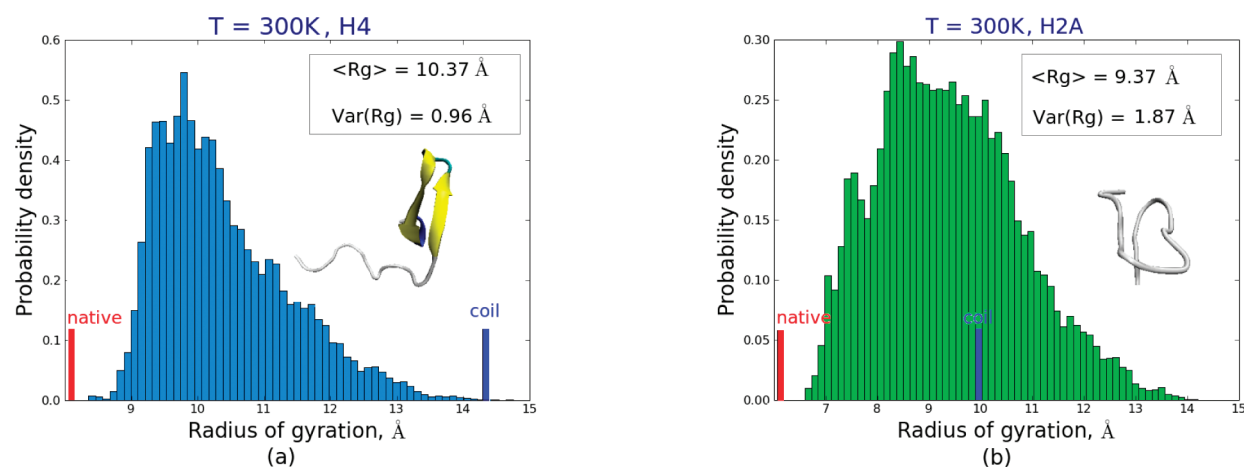 T = 300K, H4
0.6
0.5
0.4
0.3
0.2
0.1
0.0
Probability density
<Rg> = 10.37 Å
Var(Rg) = 0.96 Å
native
coil
9 10 11 12 13 14 15
Radius of gyration, Å
(a)
T = 300K, H2A
0.30
0.25
0.20
0.15
0.10
0.05
0.00
Probability density
<Rg> = 9.37 Å
Var(Rg) = 1.87 Å
native
coil
7 8 9 10 11 12 13 14 15
Radius of gyration, Å
(b)